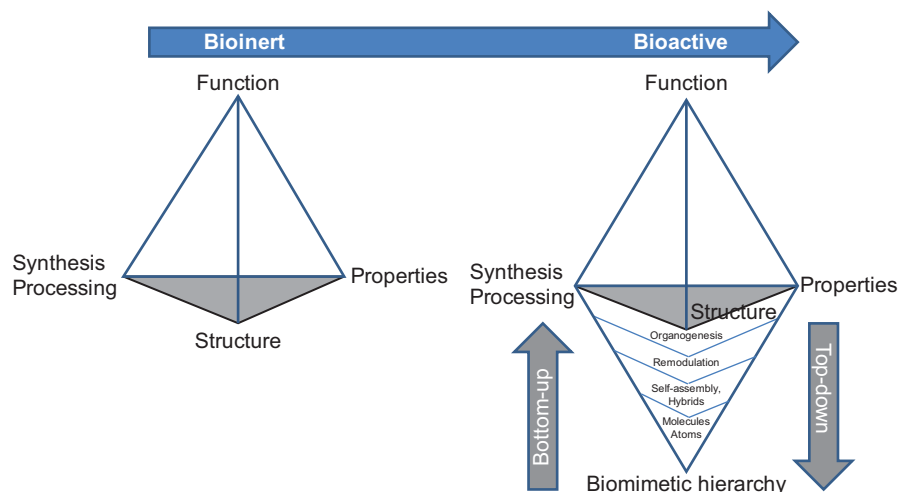 Bioinert
Bioactive
Function
Synthesis
Processing
Properties
Structure
Function
Synthesis
Processing
Properties
Structure
Organogenesis
Remodulation
Self-assembly,
Hybrids
Molecules
Atoms
Bottom-up
Top-down
Biomimetic hierarchy